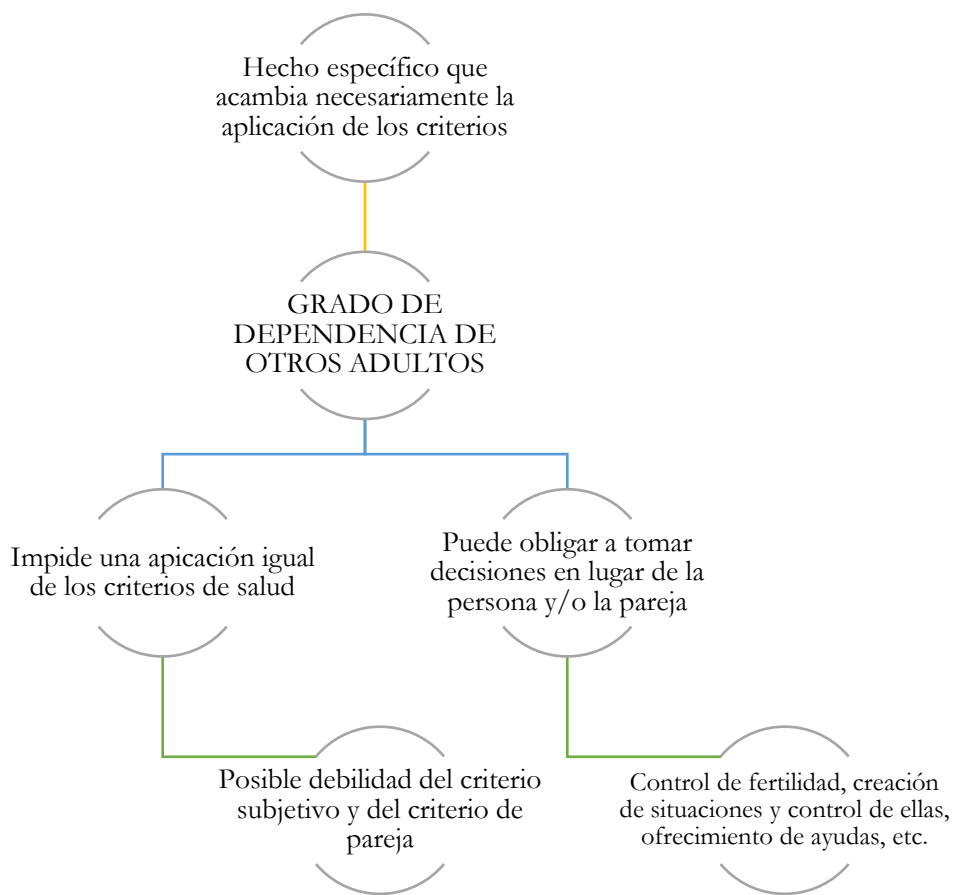 Hecho específico que
acambia necesariamente la
aplicación de los criterios
GRADO DE
DEPENDENCIA DE
OTROS ADULTOS
Impide una apicación igual
de los criterios de salud
Puede obligar a tomar
decisiones en lugar de la
persona y/o la pareja
Posible debilidad del criterio
subjetivo y del criterio de
pareja
Control de fertilidad, creación
de situaciones y control de ellas,
ofrecimiento de ayudas, etc.